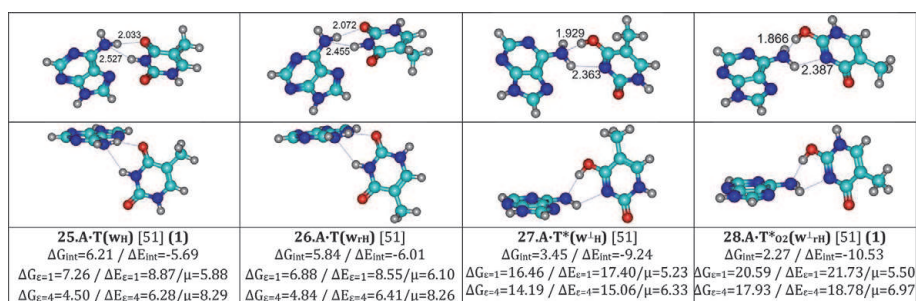 2.033
2.527
2.072
2.455
1.929
2.363
1.866
2.387
25.A·T(wH) [51] (1)
ΔGint=6.21 / ΔEint=-5.69
ΔGε=1=7.26 / ΔEε=1=8.87/μ=5.88
ΔGε=4=4.50 / ΔEε=4=6.28/μ=8.29
26.A·T(wrH) [51]
ΔGint=5.84 / ΔEint=-6.01
ΔGε=1=6.88 / ΔEε=1=8.55/μ=6.10
ΔGε=4=4.84 / ΔEε=4=6.41/μ=8.26
27.A·T*(w⊥H) [51]
ΔGint=3.45 / ΔEint=-9.24
ΔGε=1=16.46 / ΔEε=1=17.40/μ=5.23
ΔGε=4=14.19 / ΔEε=4=15.06/μ=6.33
28.A·T*O2(w⊥rH) [51]
ΔGint=2.27 / ΔEint=-10.53
ΔGε=1=20.59 / ΔEε=1=21.73/μ=5.50
ΔGε=4=17.93 / ΔEε=4=18.78/μ=6.97